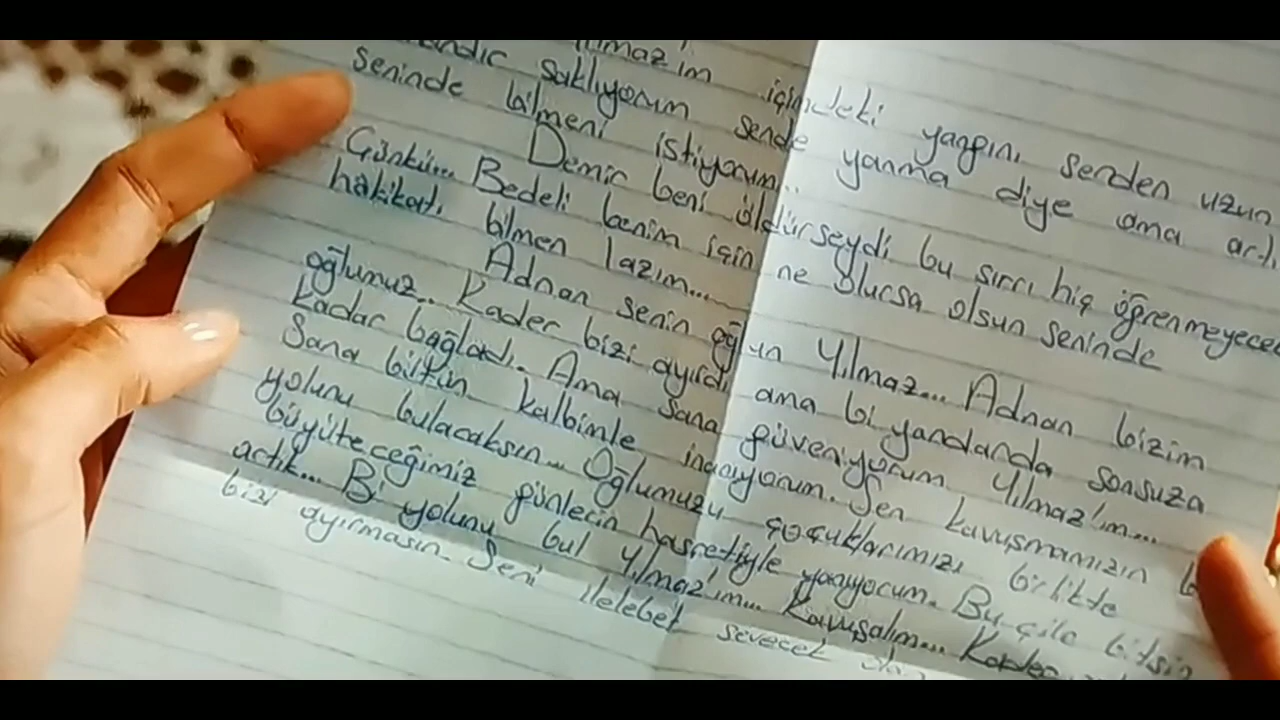 içimdeki yangını senden uzun
saklıyorum sende yanma diye ama
seninde bilmeni istiyorum...
Demir beni öldürseydi bu sırrı hiç öğrenmeyecek
Çünkü... Bedeli benim için ne olursa olsun seninde
hakikatı bilmen lazım...
Adnan senin oğlun Yılmaz... Adnan bizim
oğlumuz.. Kader bizi ayırdı ama bi yandanda sonsuza
kadar bağladı. Ama sana güveniyorum Yılmaz'ım...
Sana bütün kalbimle inanıyorum. Sen kavuşmamızın
yolunu bulacaksın... Oğlumuzu çocuklarımızı birlikte
büyüteceğimiz günlerin hasretiyle yanıyorum. Bu çile bitsin
artık... Bi yolunu bul Yılmaz'ım... Kavuşalım... Kader
bizi ayırmasın. Seni ilelebet sevecek olan